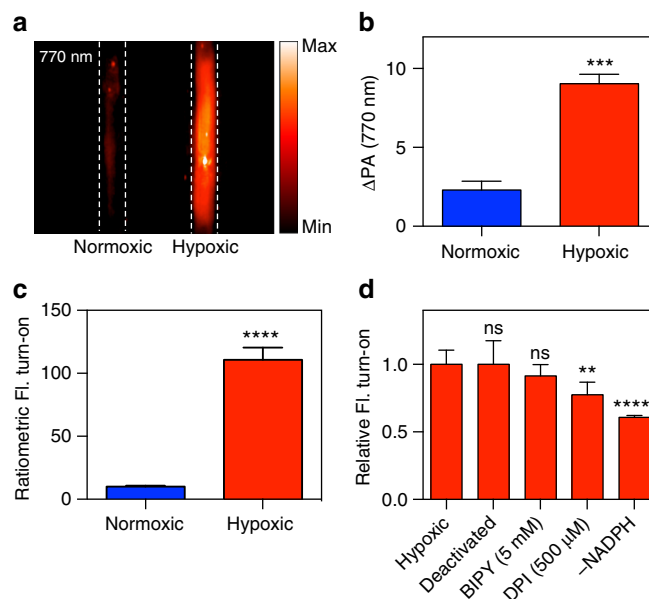 a
770 nm
Max
Min
Normoxic Hypoxic
b
ΔPA (770 nm)
10
5
0
***
Normoxic Hypoxic
c
Ratiometric Fl. turn-on
150
100
50
0
****
Normoxic Hypoxic
d
Relative Fl. turn-on
1.0
0.5
0.0
ns
ns
**
****
Hypoxic
Deactivated
BIPY (5 mM)
DPI (500 μM)
–NADPH